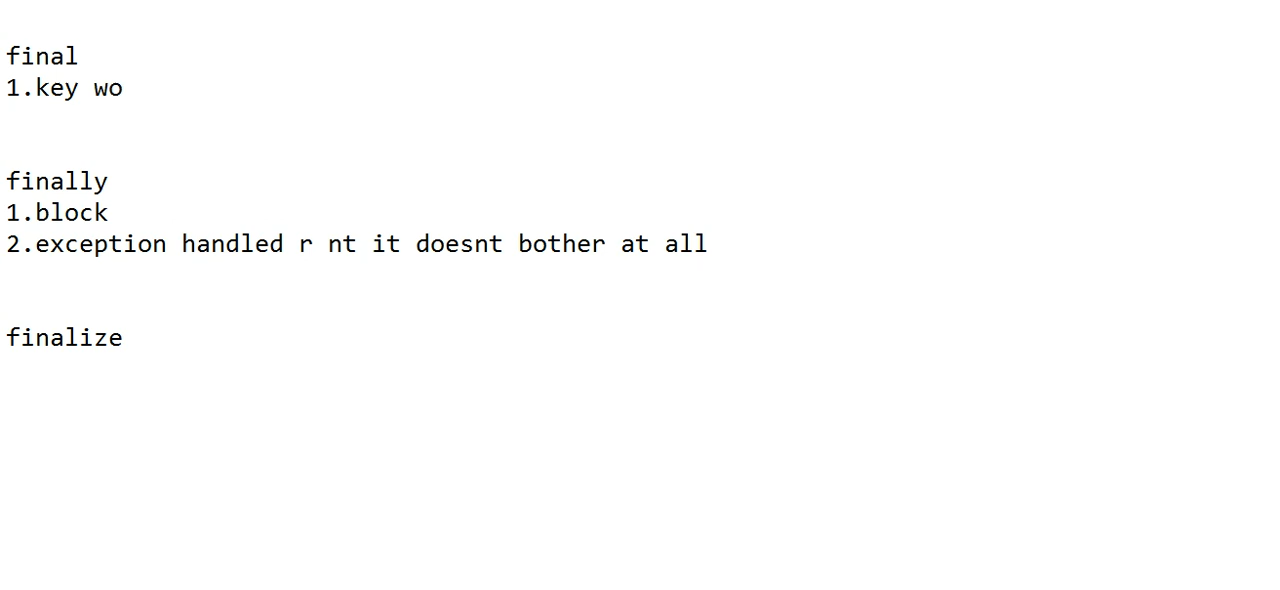 final
1.key wo
finally
1.block
2.exception handled r nt it doesnt bother at all
finalize